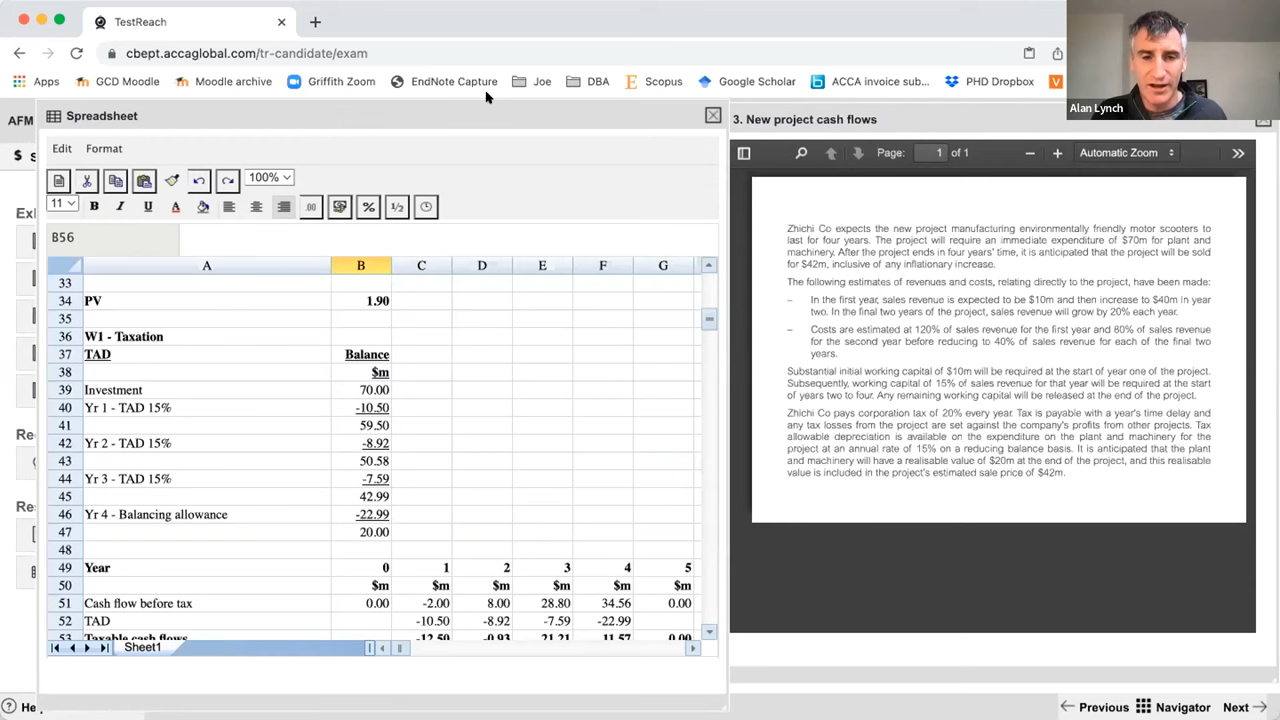 TestReach
cbept.accaglobal.com/tr-candidate/exam
Apps GCD Moodle Moodle archive Griffith Zoom EndNote Capture Joe DBA Scopus Google Scholar ACCA invoice sub... PHD Dropbox
Alan Lynch
AFM
Spreadsheet
Edit Format
100%
11 B I U A .00 % 1/2
B56
A B C D E F G
33
34 PV 1.90
35
36 W1 - Taxation
37 TAD Balance
38 $m
39 Investment 70.00
40 Yr 1 - TAD 15% -10.50
41 59.50
42 Yr 2 - TAD 15% -8.92
43 50.58
44 Yr 3 - TAD 15% -7.59
45 42.99
46 Yr 4 - Balancing allowance -22.99
47 20.00
48
49 Year 0 1 2 3 4 5
50 $m $m $m $m $m $m
51 Cash flow before tax 0.00 -2.00 8.00 28.80 34.56 0.00
52 TAD -10.50 -8.92 -7.59 -22.99
53 Taxable cash flows -12.50 -0.93 21.21 11.57 0.00
Sheet1
3. New project cash flows
Page: 1 of 1 Automatic Zoom
Zhichi Co expects the new project manufacturing environmentally friendly motor scooters to
last for four years. The project will require an immediate expenditure of $70m for plant and
machinery. After the project ends in four years' time, it is anticipated that the project will be sold
for $42m, inclusive of any inflationary increase.
The following estimates of revenues and costs, relating directly to the project, have been made:
– In the first year, sales revenue is expected to be $10m and then increase to $40m in year
two. In the final two years of the project, sales revenue will grow by 20% each year.
– Costs are estimated at 120% of sales revenue for the first year and 80% of sales revenue
for the second year before reducing to 40% of sales revenue for each of the final two
years.
Substantial initial working capital of $10m will be required at the start of year one of the project.
Subsequently, working capital of 15% of sales revenue for that year will be required at the start
of years two to four. Any remaining working capital will be released at the end of the project.
Zhichi Co pays corporation tax of 20% every year. Tax is payable with a year's time delay and
any tax losses from the project are set against the company's profits from other projects. Tax
allowable depreciation is available on the expenditure on the plant and machinery for the
project at an annual rate of 15% on a reducing balance basis. It is anticipated that the plant
and machinery will have a realisable value of $20m at the end of the project, and this realisable
value is included in the project's estimated sale price of $42m.
Previous Navigator Next